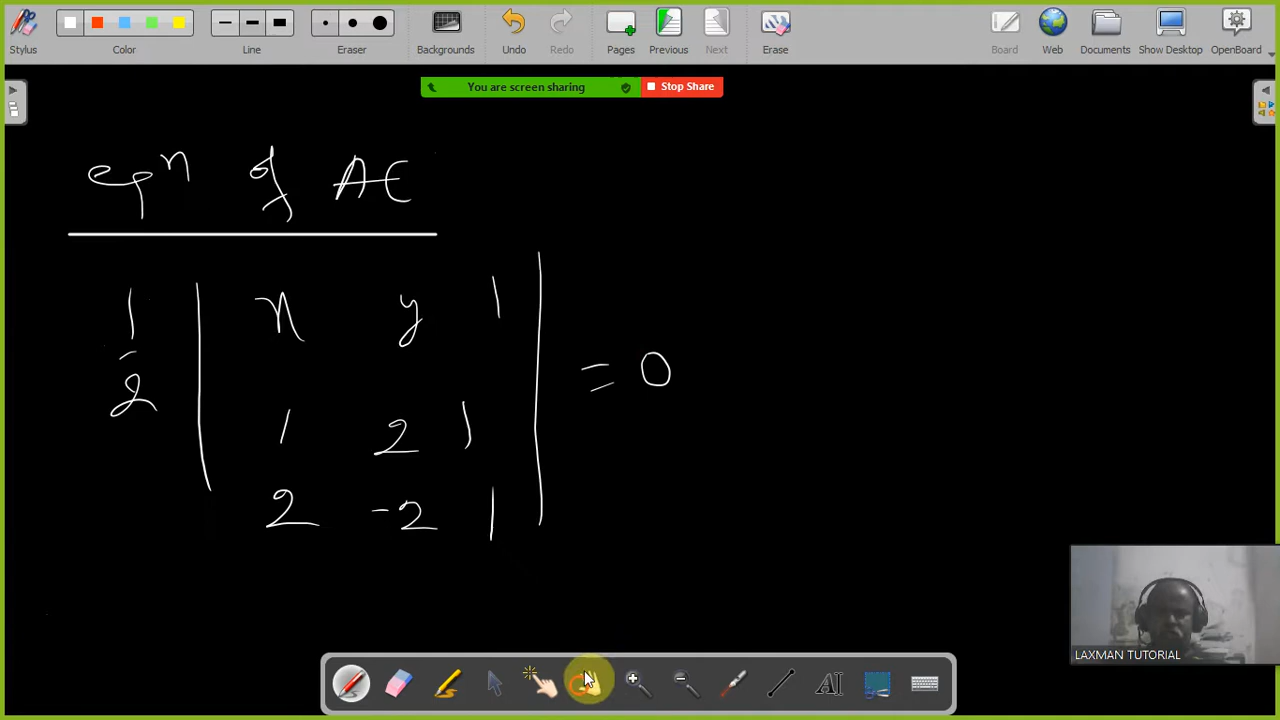 Stylus Color Line Eraser Backgrounds Undo Redo Pages Previous Next Erase Board Web Documents Show Desktop OpenBoard
You are screen sharing Stop Share
eqn of AC
1/2 | x y 1 | = 0
1 2 1
2 -2 1
LAXMAN TUTORIAL